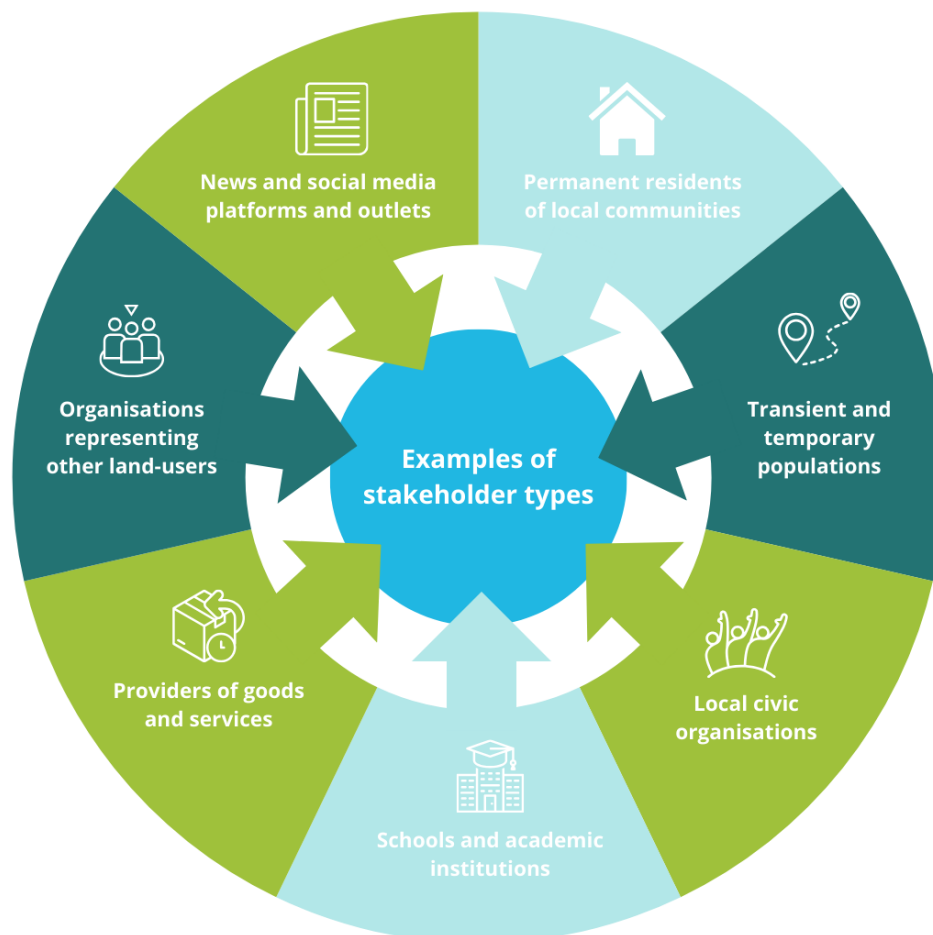 News and social media
platforms and outlets
Permanent residents
of local communities
Organisations
representing
other land-users
Transient and
temporary
populations
Examples of
stakeholder types
Providers of goods
and services
Local civic
organisations
Schools and academic
institutions